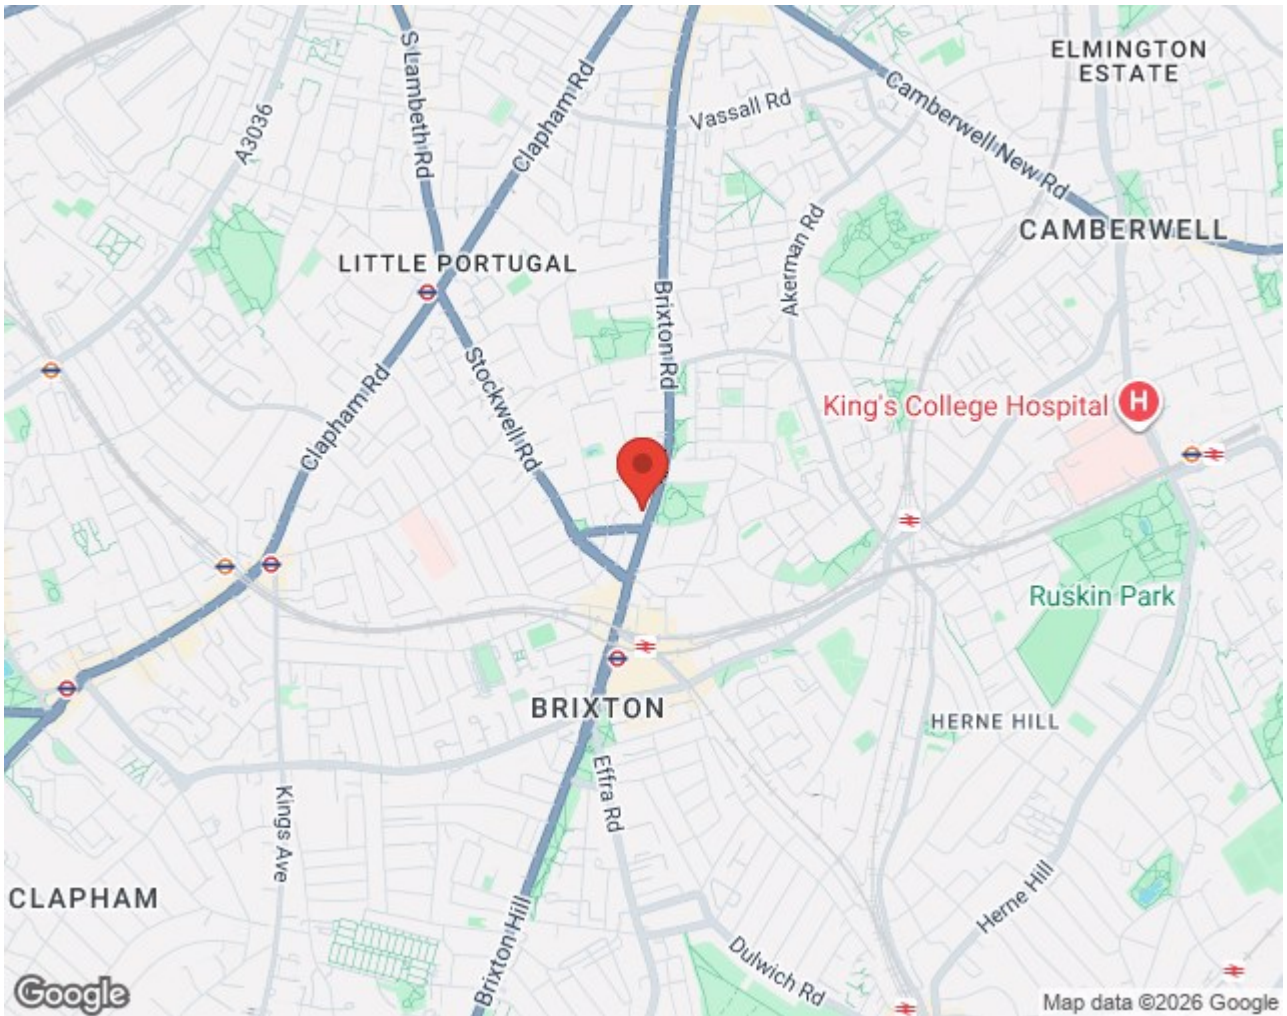 S Lambeth Rd
Clapham Rd
A3036
Vassall Rd
Camberwell New Rd
ELMINGTON
ESTATE
Akerman Rd
CAMBERWELL
LITTLE PORTUGAL
Brixton Rd
Stockwell Rd
Clapham Rd
King's College Hospital
H
Ruskin Park
BRIXTON
HERNE HILL
Effra Rd
Kings Ave
CLAPHAM
Brixton Hill
Herne Hill
Dulwich Rd
Google
Map data ©2026 Google